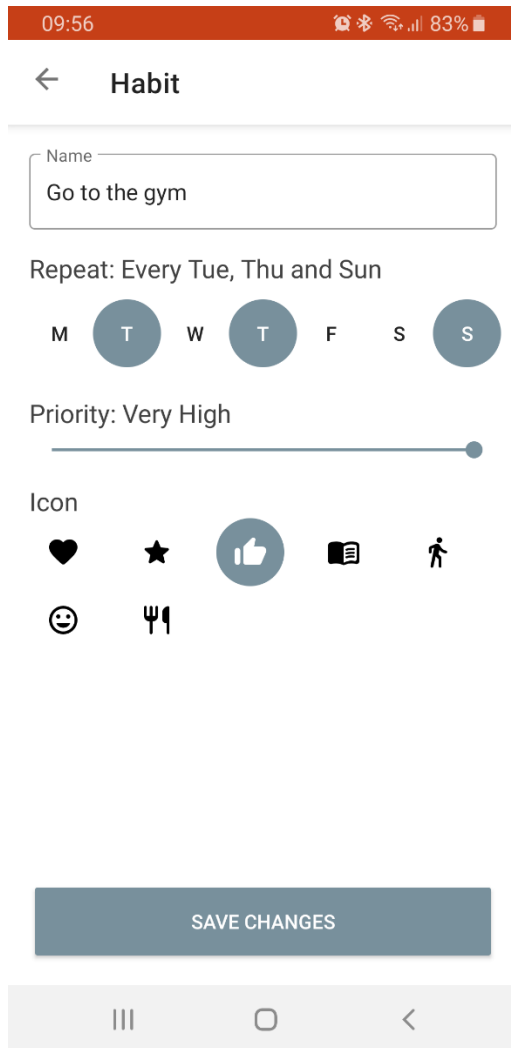 09:56 83%
Habit
Name
Go to the gym
Repeat: Every Tue, Thu and Sun
M T W T F S S
Priority: Very High
Icon
SAVE CHANGES